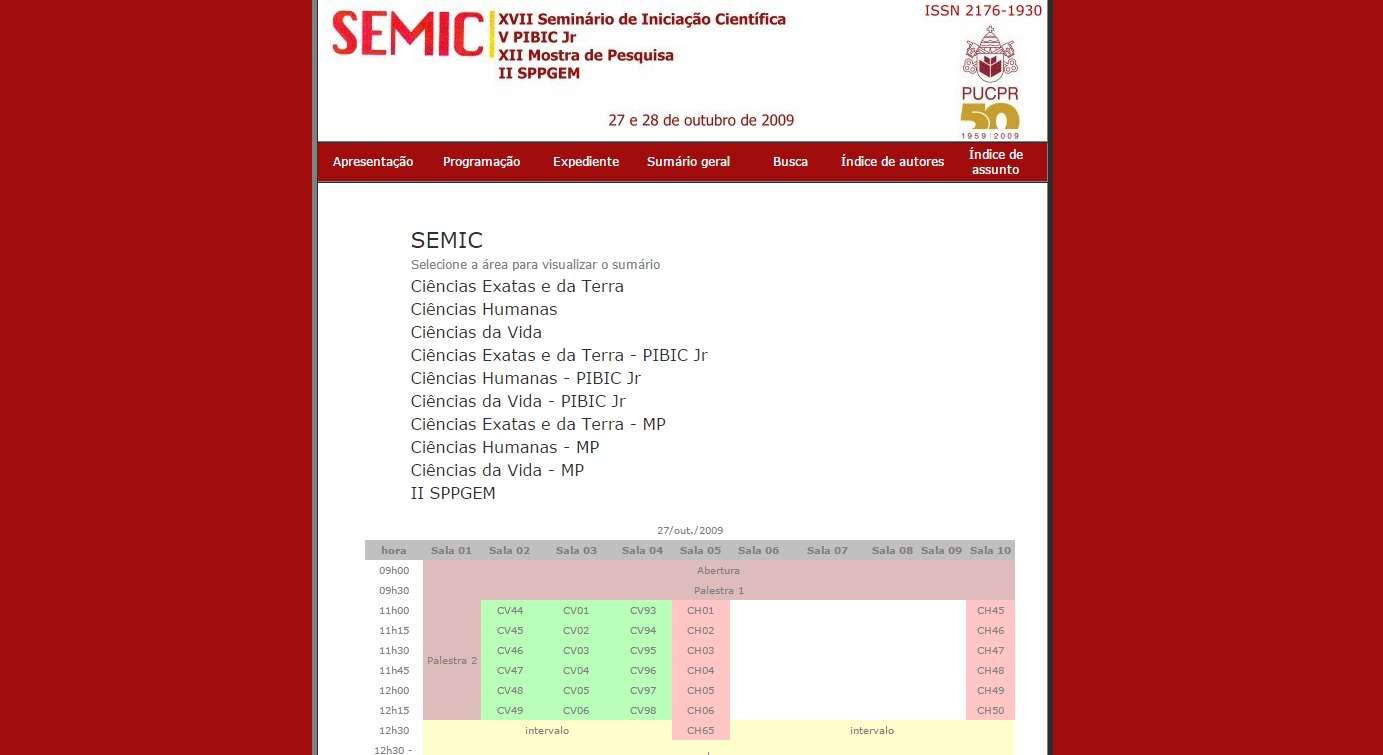 SEMIC
XVII Seminário de Iniciação Científica
V PIBIC Jr
XII Mostra de Pesquisa
II SPPGEM
27 e 28 de outubro de 2009
ISSN 2176-1930
PUCPR
50
1959 | 2009
Apresentação Programação Expediente Sumário geral Busca Índice de autores Índice de assunto
SEMIC
Selecione a área para visualizar o sumário
Ciências Exatas e da Terra
Ciências Humanas
Ciências da Vida
Ciências Exatas e da Terra - PIBIC Jr
Ciências Humanas - PIBIC Jr
Ciências da Vida - PIBIC Jr
Ciências Exatas e da Terra - MP
Ciências Humanas - MP
Ciências da Vida - MP
II SPPGEM
27/out./2009
hora Sala 01 Sala 02 Sala 03 Sala 04 Sala 05 Sala 06 Sala 07 Sala 08 Sala 09 Sala 10
09h00 Abertura
09h30 Palestra 1
11h00 CV44 CV01 CV93 CH01 CH45
11h15 CV45 CV02 CV94 CH02 CH46
11h30 CV46 CV03 CV95 CH03 CH47
Palestra 2
11h45 CV47 CV04 CV96 CH04 CH48
12h00 CV48 CV05 CV97 CH05 CH49
12h15 CV49 CV06 CV98 CH06 CH50
12h30 intervalo CH65 intervalo
12h30 -